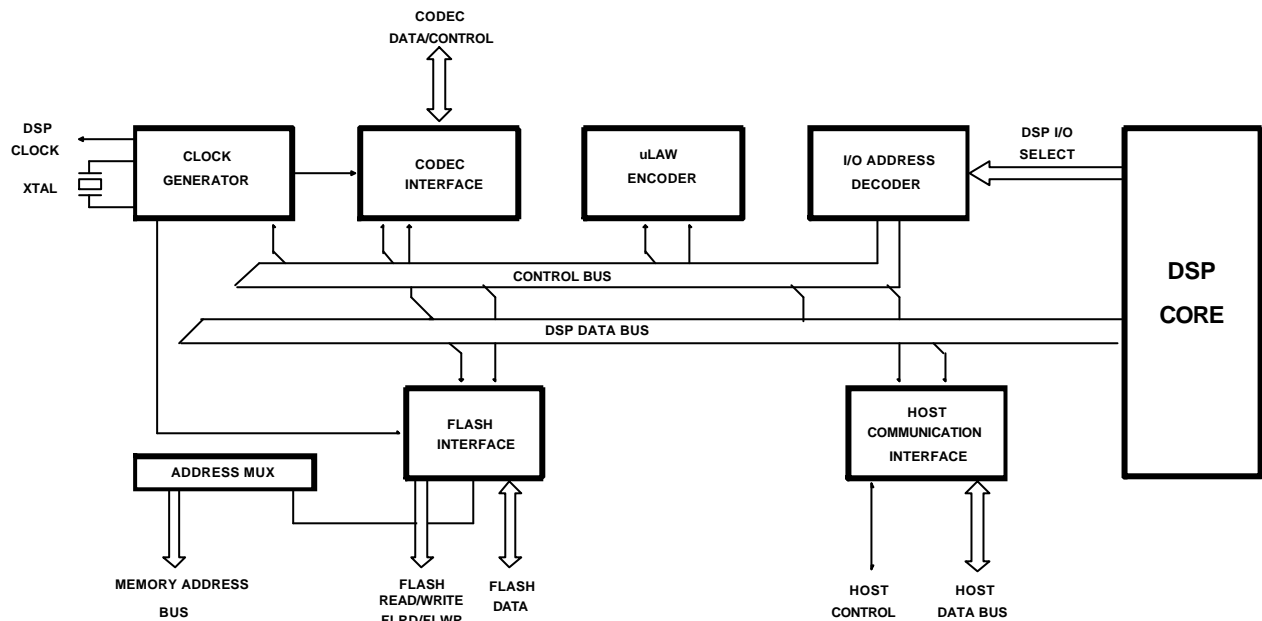 CODEC
DATA/CONTROL
DSP
CLOCK
XTAL
CLOCK
GENERATOR
CODEC
INTERFACE
uLAW
ENCODER
I/O ADDRESS
DECODER
DSP I/O
SELECT
DSP
CORE
CONTROL BUS
DSP DATA BUS
FLASH
INTERFACE
HOST
COMMUNICATION
INTERFACE
ADDRESS MUX
MEMORY ADDRESS
BUS
FLASH
READ/WRITE
FLRD/FLWR
FLASH
DATA
HOST
CONTROL
HOST
DATA BUS